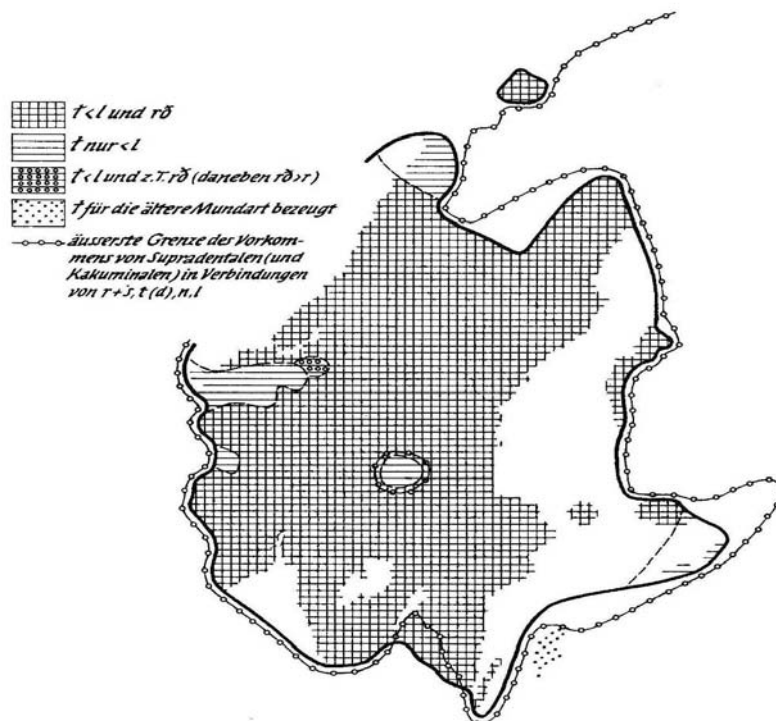 ɫ < l und rð
ɫ nur < l
ɫ < l und z.T. rð (daneben rð > r)
ɫ für die ältere Mundart bezeugt
äusserste Grenze des Vorkom-
mens von Supradentalen (und
Kakuminalen) in Verbindungen
von r + s, t (d), n, l